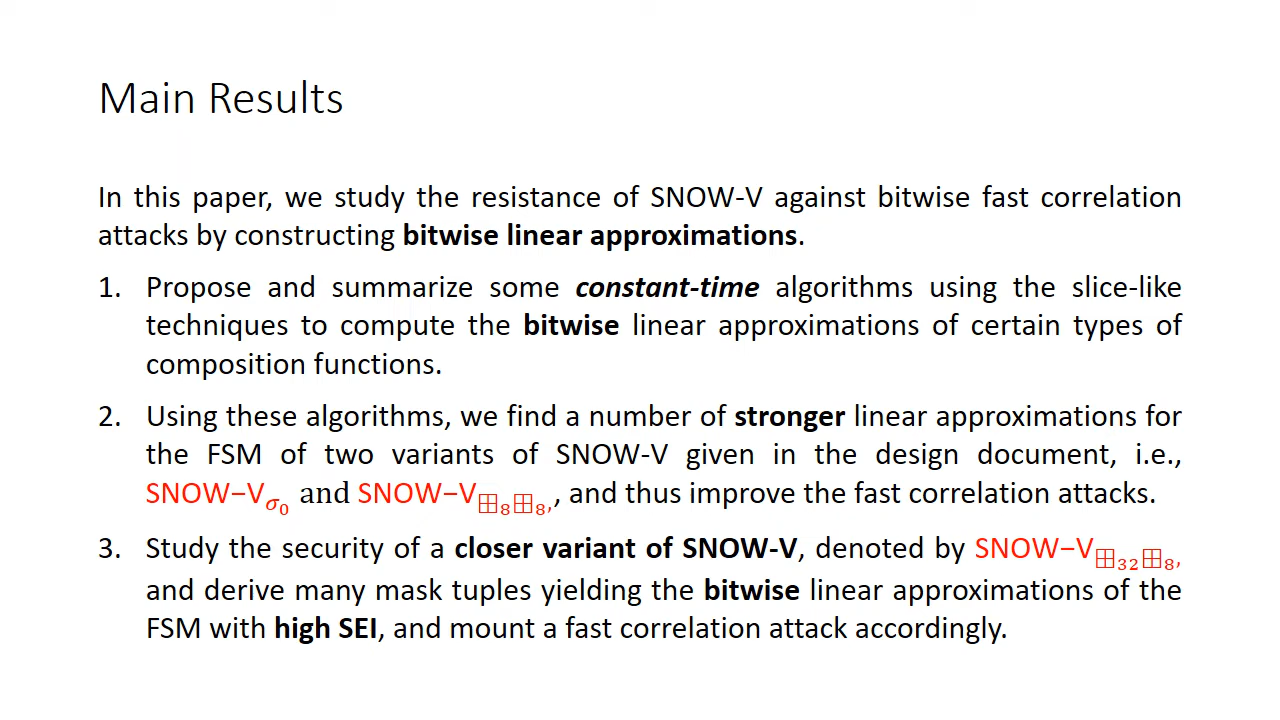 Main Results
In this paper, we study the resistance of SNOW-V against bitwise fast correlation
attacks by constructing bitwise linear approximations.
1. Propose and summarize some constant-time algorithms using the slice-like
techniques to compute the bitwise linear approximations of certain types of
composition functions.
2. Using these algorithms, we find a number of stronger linear approximations for
the FSM of two variants of SNOW-V given in the design document, i.e.,
SNOW−V𝜎₀ and SNOW−V⊞₈⊞₈,, and thus improve the fast correlation attacks.
3. Study the security of a closer variant of SNOW-V, denoted by SNOW−V⊞₃₂⊞₈,
and derive many mask tuples yielding the bitwise linear approximations of the
FSM with high SEI, and mount a fast correlation attack accordingly.